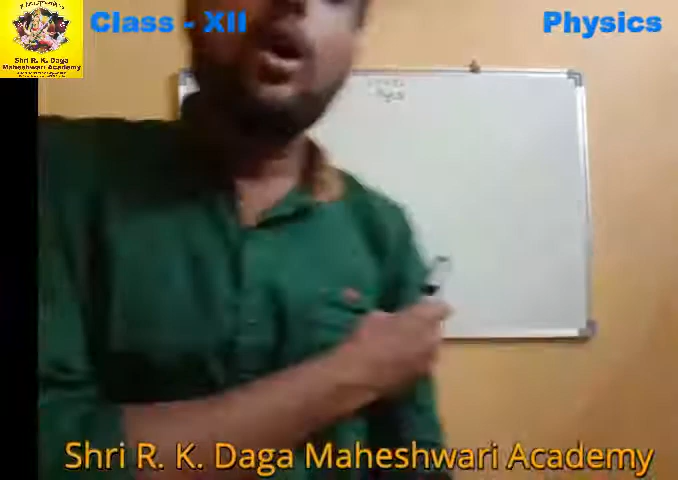 Class - XII
Physics
Shri R. K. Daga
Maheshwari Academy
Shri R. K. Daga Maheshwari Academy